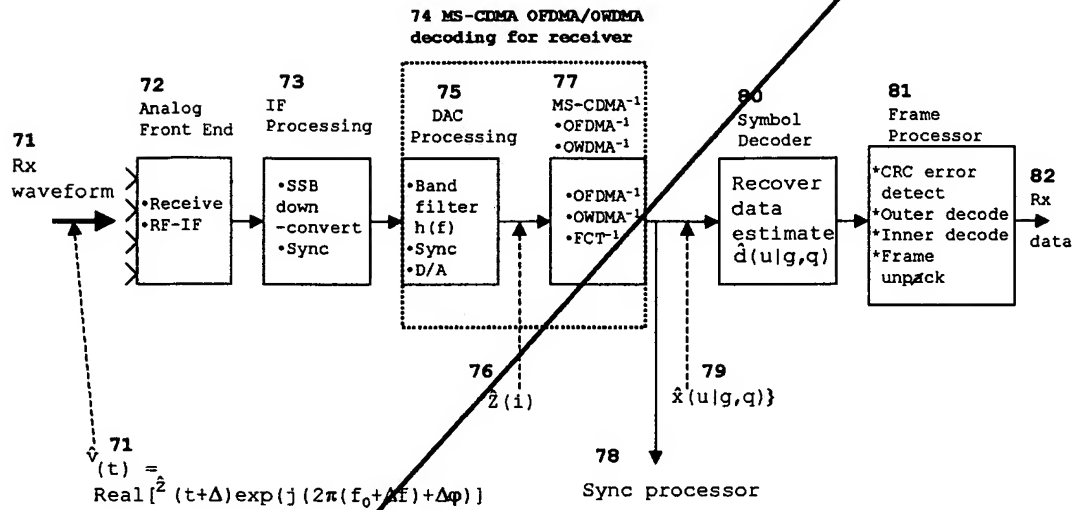 74 MS-CDMA OFDMA/OWDMA
decoding for receiver
71
Rx
waveform
72
Analog
Front End
•Receive
•RF-IF
73
IF
Processing
•SSB
down
-convert
•Sync
75
DAC
Processing
•Band
filter
h(f)
•Sync
•D/A
77
MS-CDMA⁻¹
•OFDMA⁻¹
•OWDMA⁻¹
•OFDMA⁻¹
•OWDMA⁻¹
•FCT⁻¹
80
Symbol
Decoder
Recover
data
estimate
d̂(u|g,q)
81
Frame
Processor
*CRC error
detect
*Outer decode
*Inner decode
*Frame
unpack
82
Rx
data
76
Ẑ(i)
79
x̂(u|g,q)}
71
v̂(t) =
Real[ẑ(t+Δ)exp(j(2π(f₀+Δf)+Δφ)]
78
Sync processor